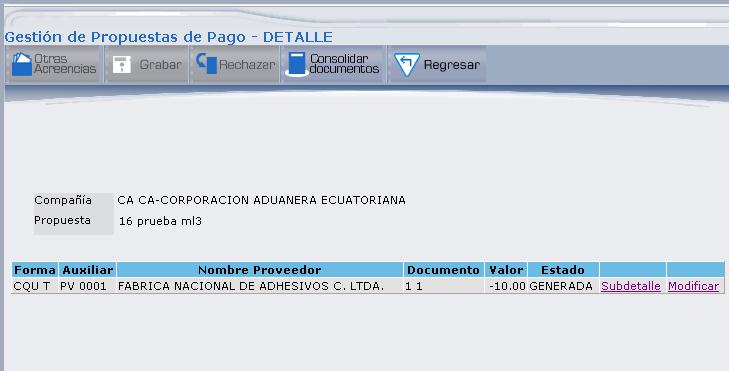 Gestión de Propuestas de Pago - DETALLE
Otras Acreencias Grabar Rechazar Consolidar documentos Regresar
Compañía CA CA-CORPORACION ADUANERA ECUATORIANA
Propuesta 16 prueba ml3
Forma Auxiliar Nombre Proveedor Documento Valor Estado
CQU T PV 0001 FABRICA NACIONAL DE ADHESIVOS C. LTDA. 1 1 -10.00 GENERADA Subdetalle Modificar